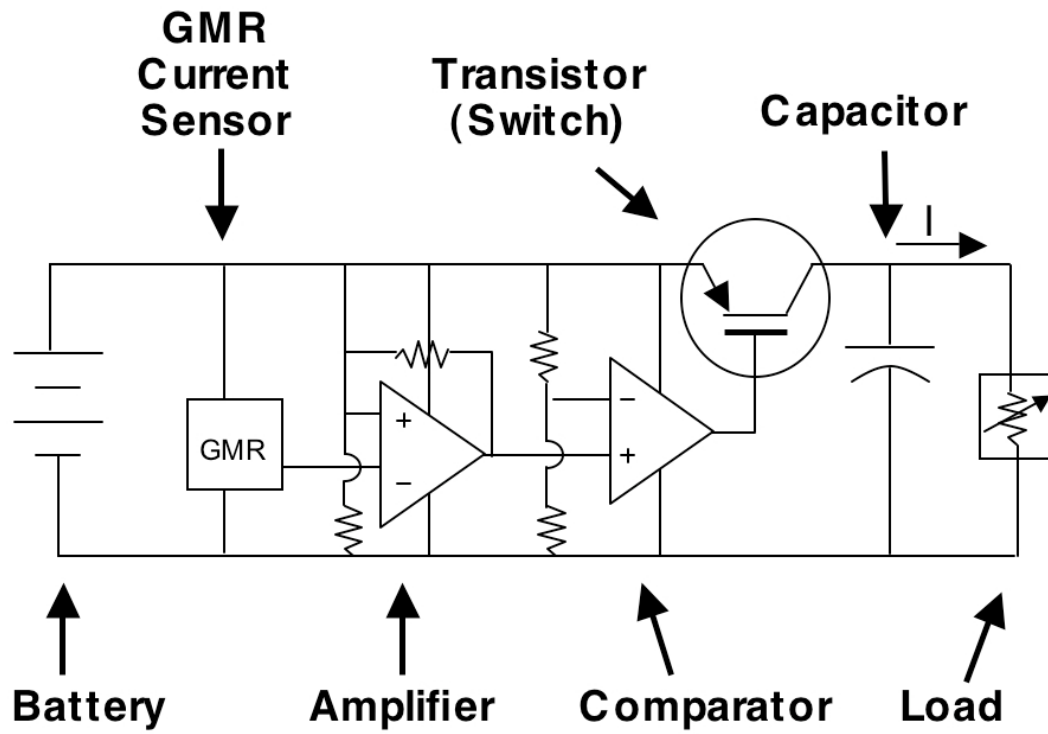 GMR
Current
Sensor
Transistor
(Switch)
Capacitor
I
GMR
+
−
−
+
Battery
Amplifier
Comparator
Load